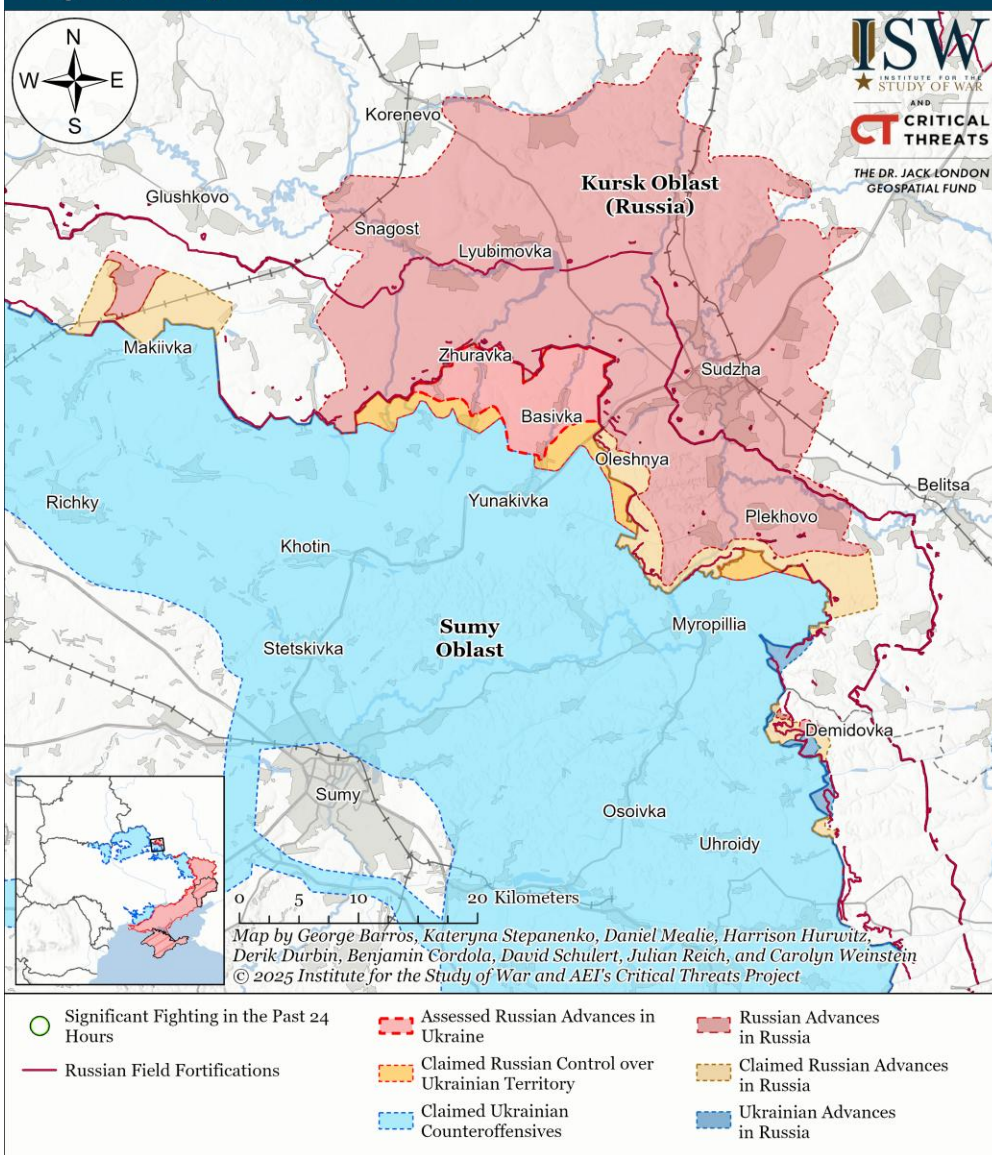 N
W E
S
ISW
INSTITUTE FOR THE
STUDY OF WAR
AND
CT CRITICAL
THREATS
THE DR. JACK LONDON
GEOSPATIAL FUND
Korenevo
Kursk Oblast
(Russia)
Glushkovo
Snagost
Lyubimovka
Makiivka
Zhuravka
Sudzha
Basivka
Oleshnya
Belitsa
Richky
Yunakivka
Plekhovo
Khotin
Myropillia
Sumy
Oblast
Stetskivka
Demidovka
Sumy
Osoivka
Uhroidy
0 5 10 20 Kilometers
Map by George Barros, Kateryna Stepanenko, Daniel Mealie, Harrison Hurwitz,
Derik Durbin, Benjamin Cordola, David Schulert, Julian Reich, and Carolyn Weinstein
© 2025 Institute for the Study of War and AEI's Critical Threats Project
Significant Fighting in the Past 24
Hours
Russian Field Fortifications
Assessed Russian Advances in
Ukraine
Claimed Russian Control over
Ukrainian Territory
Claimed Ukrainian
Counteroffensives
Russian Advances
in Russia
Claimed Russian Advances
in Russia
Ukrainian Advances
in Russia